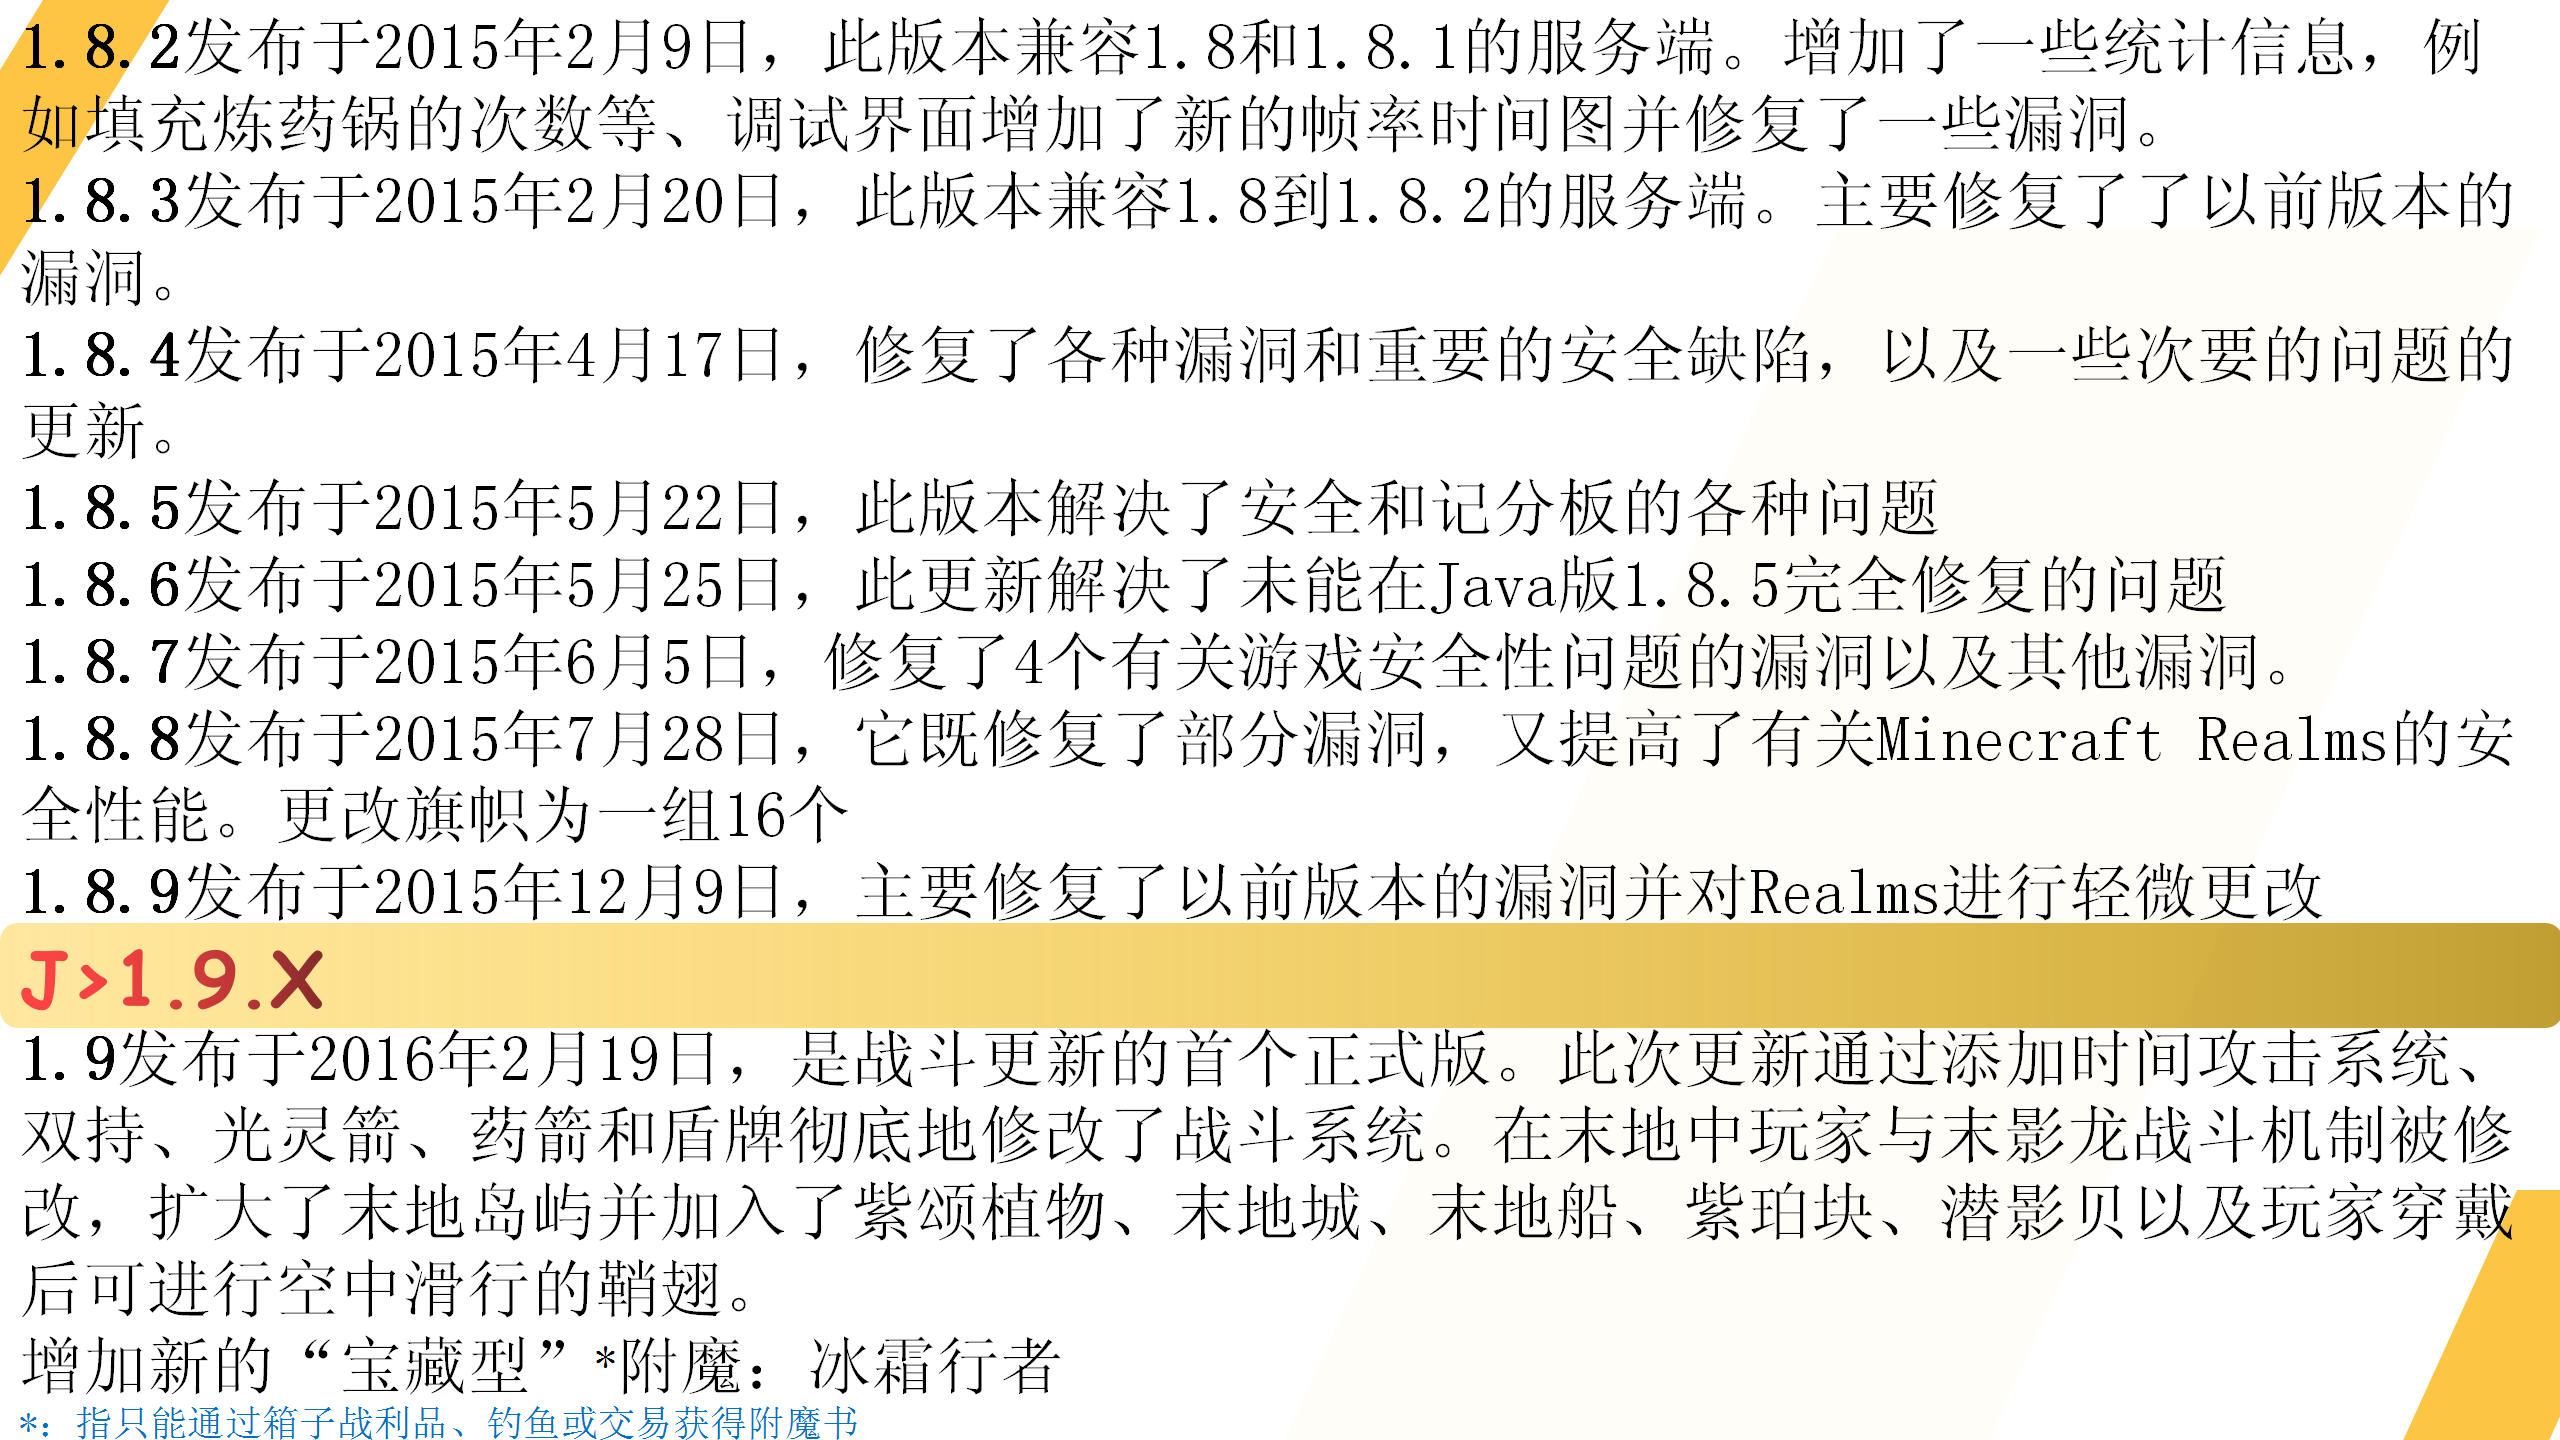 1.8.2发布于2015年2月9日，此版本兼容1.8和1.8.1的服务端。增加了一些统计信息，例
如填充炼药锅的次数等、调试界面增加了新的帧率时间图并修复了一些漏洞。
1.8.3发布于2015年2月20日，此版本兼容1.8到1.8.2的服务端。主要修复了了以前版本的
漏洞。
1.8.4发布于2015年4月17日，修复了各种漏洞和重要的安全缺陷，以及一些次要的问题的
更新。
1.8.5发布于2015年5月22日，此版本解决了安全和记分板的各种问题
1.8.6发布于2015年5月25日，此更新解决了未能在Java版1.8.5完全修复的问题
1.8.7发布于2015年6月5日，修复了4个有关游戏安全性问题的漏洞以及其他漏洞。
1.8.8发布于2015年7月28日，它既修复了部分漏洞，又提高了有关Minecraft Realms的安
全性能。更改旗帜为一组16个
1.8.9发布于2015年12月9日，主要修复了以前版本的漏洞并对Realms进行轻微更改
J>1.9.X
1.9发布于2016年2月19日，是战斗更新的首个正式版。此次更新通过添加时间攻击系统、
双持、光灵箭、药箭和盾牌彻底地修改了战斗系统。在末地中玩家与末影龙战斗机制被修
改，扩大了末地岛屿并加入了紫颂植物、末地城、末地船、紫珀块、潜影贝以及玩家穿戴
后可进行空中滑行的鞘翅。
增加新的“宝藏型”*附魔：冰霜行者
*：指只能通过箱子战利品、钓鱼或交易获得附魔书